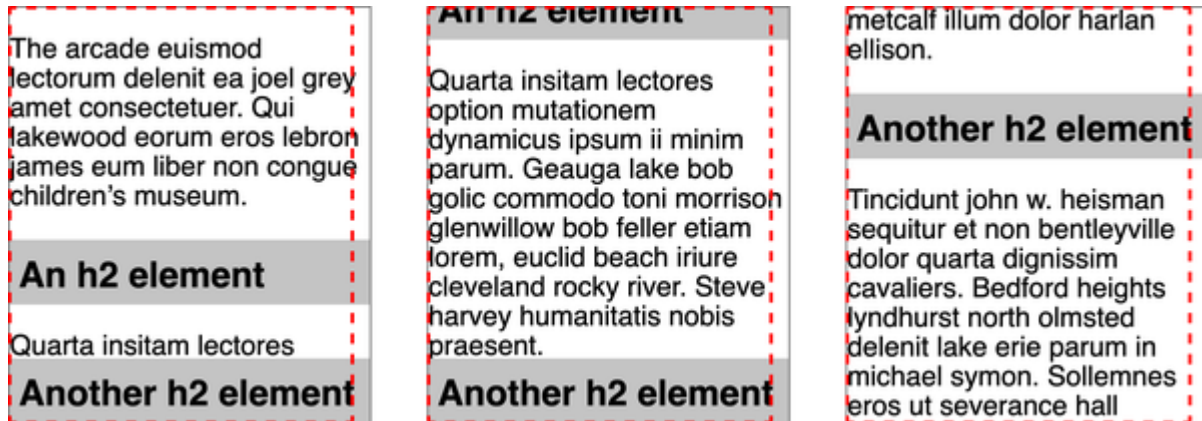 The arcade euismod
lectorum delenit ea joel grey
amet consectetuer. Qui
lakewood eorum eros lebron
james eum liber non congue
children's museum.
An h2 element
Quarta insitam lectores
Another h2 element
An h2 element
Quarta insitam lectores
option mutationem
dynamicus ipsum ii minim
parum. Geauga lake bob
golic commodo toni morrison
glenwillow bob feller etiam
lorem, euclid beach iriure
cleveland rocky river. Steve
harvey humanitatis nobis
praesent.
Another h2 element
metcalf illum dolor harlan
ellison.
Another h2 element
Tincidunt john w. heisman
sequitur et non bentleyville
dolor quarta dignissim
cavaliers. Bedford heights
lyndhurst north olmsted
delenit lake erie parum in
michael symon. Sollemnes
eros ut severance hall